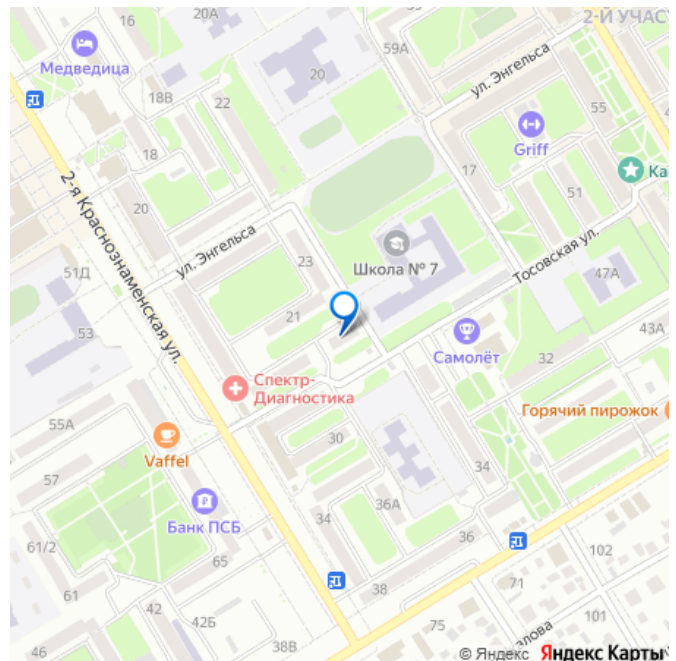 16
20А
2-Й УЧАС
Медведица
59А
20
ул. Энгельса
18В
22
55
Griff
18
17
Ка
20
51
2-я Краснознаменская ул.
ул. Энгельса
Школа № 7
Тосовская ул.
23
51Д
47А
21
53
43А
Самолёт
32
Спектр-
Диагностика
Горячий пирожок
55А
30
Vaffel
57
34
36А
Банк ПСБ
34
36
61/2
65
102
61
38
71
42
42Б
75
101
алова
46
38В
© Яндекс Яндекс Карты